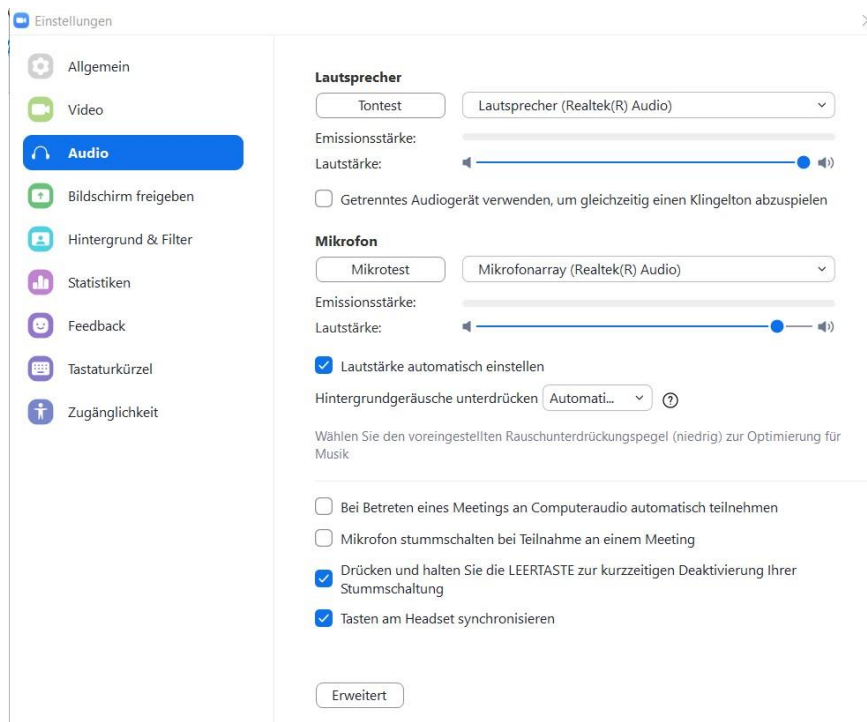 Einstellungen
Allgemein
Video
Audio
Bildschirm freigeben
Hintergrund & Filter
Statistiken
Feedback
Tastaturkürzel
Zugänglichkeit
Lautsprecher
Tontest
Lautsprecher (Realtek(R) Audio)
Emissionsstärke:
Lautstärke:
Getrenntes Audiogerät verwenden, um gleichzeitig einen Klingelton abzuspielen
Mikrofon
Mikrotest
Mikrofonarray (Realtek(R) Audio)
Emissionsstärke:
Lautstärke:
Lautstärke automatisch einstellen
Hintergrundgeräusche unterdrücken Automati...
Wählen Sie den voreingestellten Rauschunterdrückungspegel (niedrig) zur Optimierung für
Musik
Bei Betreten eines Meetings an Computeraudio automatisch teilnehmen
Mikrofon stummschalten bei Teilnahme an einem Meeting
Drücken und halten Sie die LEERTASTE zur kurzzeitigen Deaktivierung Ihrer
Stummschaltung
Tasten am Headset synchronisieren
Erweitert